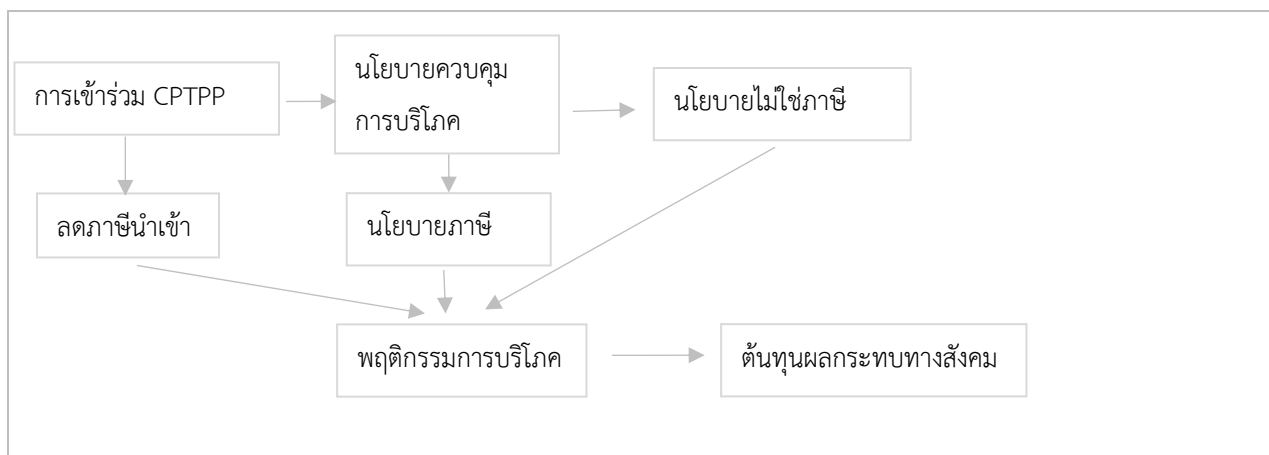 การเข้าร่วม CPTPP
นโยบายควบคุม
การบริโภค
นโยบายไม่ใช่ภาษี
ลดภาษีนำเข้า
นโยบายภาษี
พฤติกรรมการบริโภค
ต้นทุนผลกระทบทางสังคม